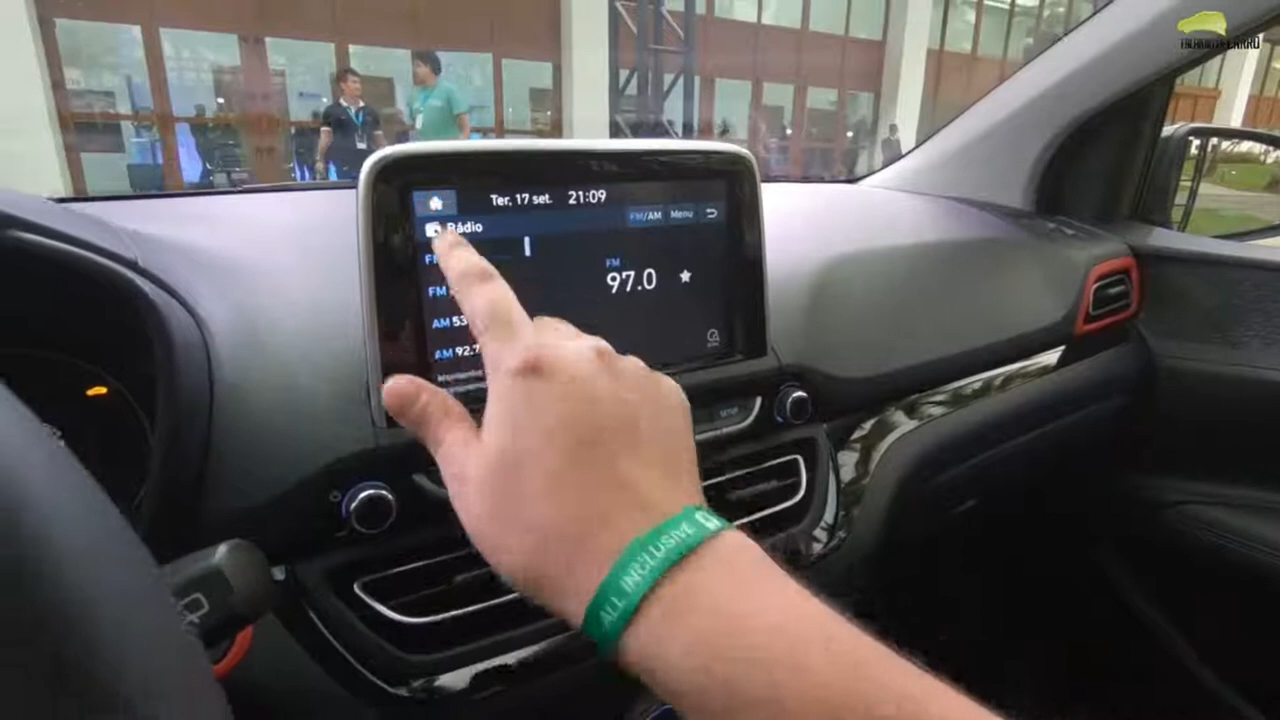 Ter, 17 set. 21:09
FM/AM Menu
Rádio
FM
97.0
FM
AM 53
AM 92.7
SETUP
ALL INCLUSIVE